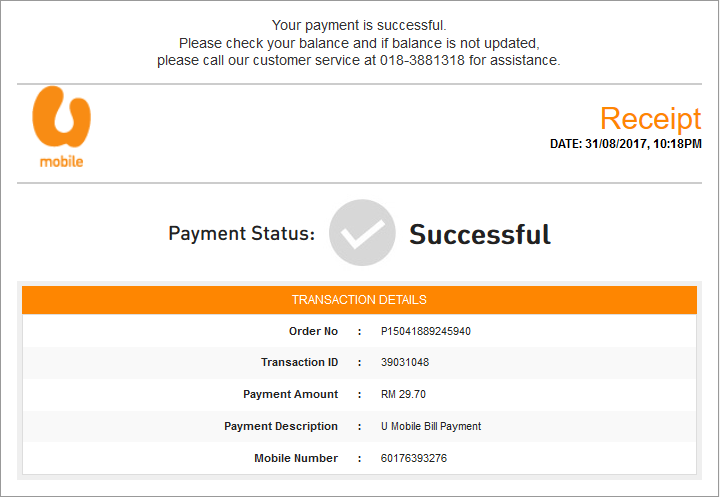 Your payment is successful.
Please check your balance and if balance is not updated,
please call our customer service at 018-3881318 for assistance.
mobile
Receipt
DATE: 31/08/2017, 10:18PM
Payment Status: Successful
TRANSACTION DETAILS
Order No : P15041889245940
Transaction ID : 39031048
Payment Amount : RM 29.70
Payment Description : U Mobile Bill Payment
Mobile Number : 60176393276